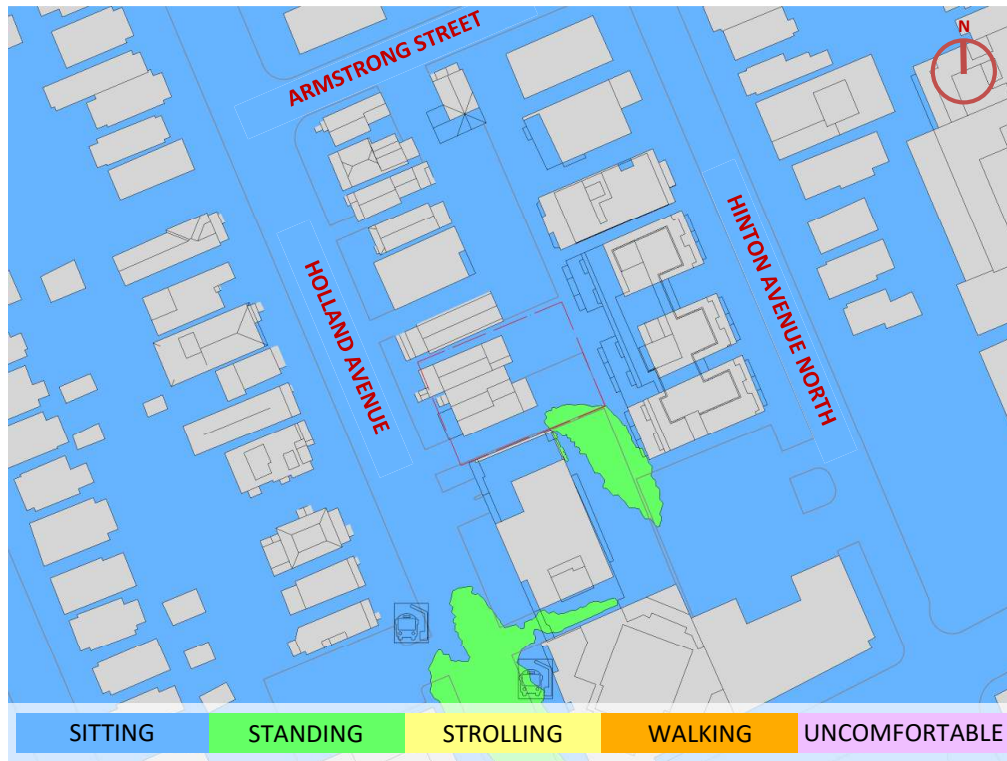 N
ARMSTRONG STREET
HOLLAND AVENUE
HINTON AVENUE NORTH
SITTING
STANDING
STROLLING
WALKING
UNCOMFORTABLE